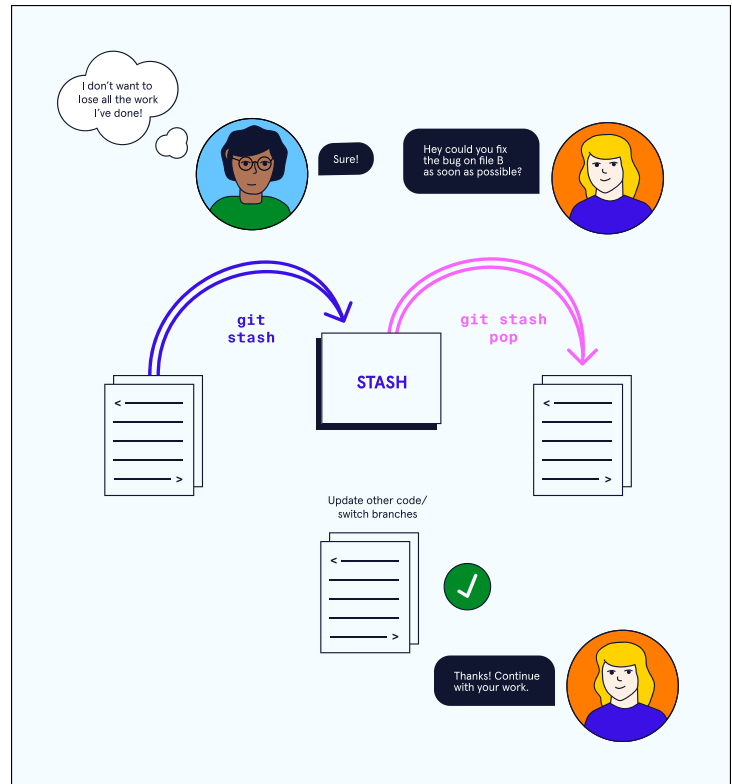 I don't want to
lose all the work
I've done!
Sure!
Hey could you fix
the bug on file B
as soon as possible?
git
stash
git stash
pop
STASH
<
>
<
>
Update other code/
switch branches
<
>
Thanks! Continue
with your work.